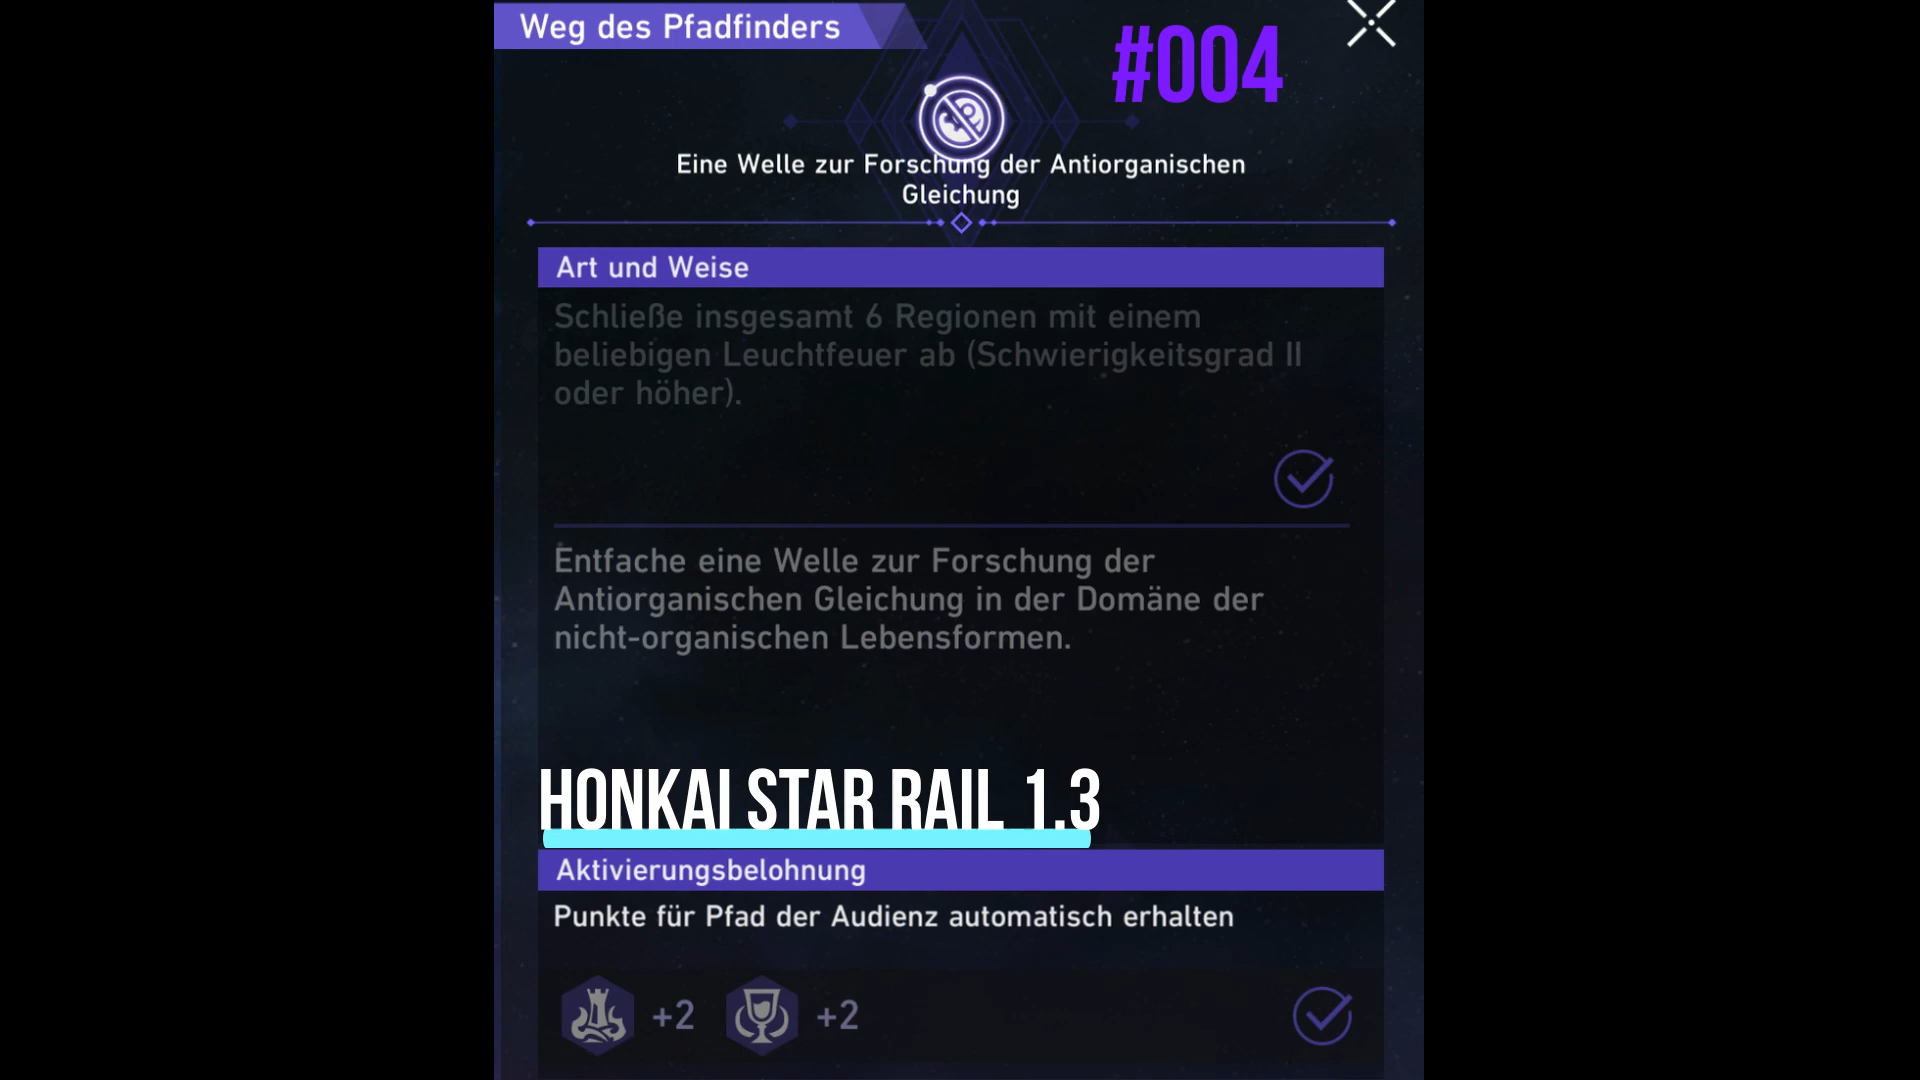 Weg des Pfadfinders
#004
Eine Welle zur Forschung der Antiorganischen
Gleichung
Art und Weise
Schließe insgesamt 6 Regionen mit einem
beliebigen Leuchtfeuer ab (Schwierigkeitsgrad II
oder höher).
Entfache eine Welle zur Forschung der
Antiorganischen Gleichung in der Domäne der
nicht-organischen Lebensformen.
HONKAI STAR RAIL 1.3
Aktivierungsbelohnung
Punkte für Pfad der Audienz automatisch erhalten
+2 +2